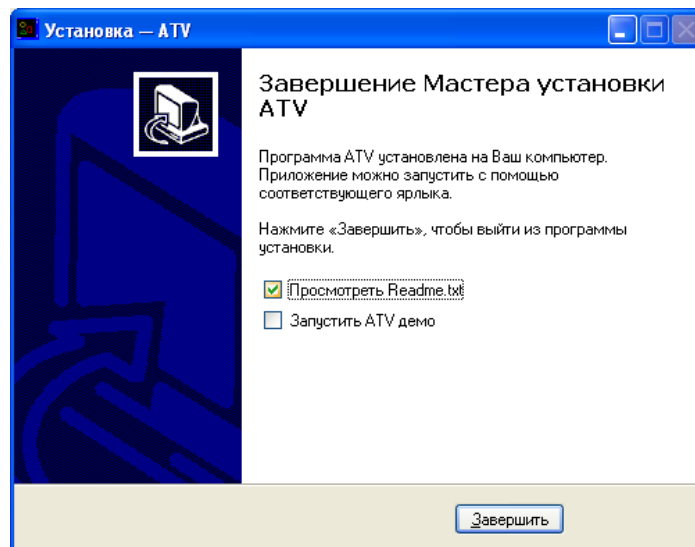 Установка — ATV
Завершение Мастера установки
ATV
Программа ATV установлена на Ваш компьютер.
Приложение можно запустить с помощью
соответствующего ярлыка.
Нажмите «Завершить», чтобы выйти из программы
установки.
Просмотреть Readme.txt
Запустить ATV демо
Завершить